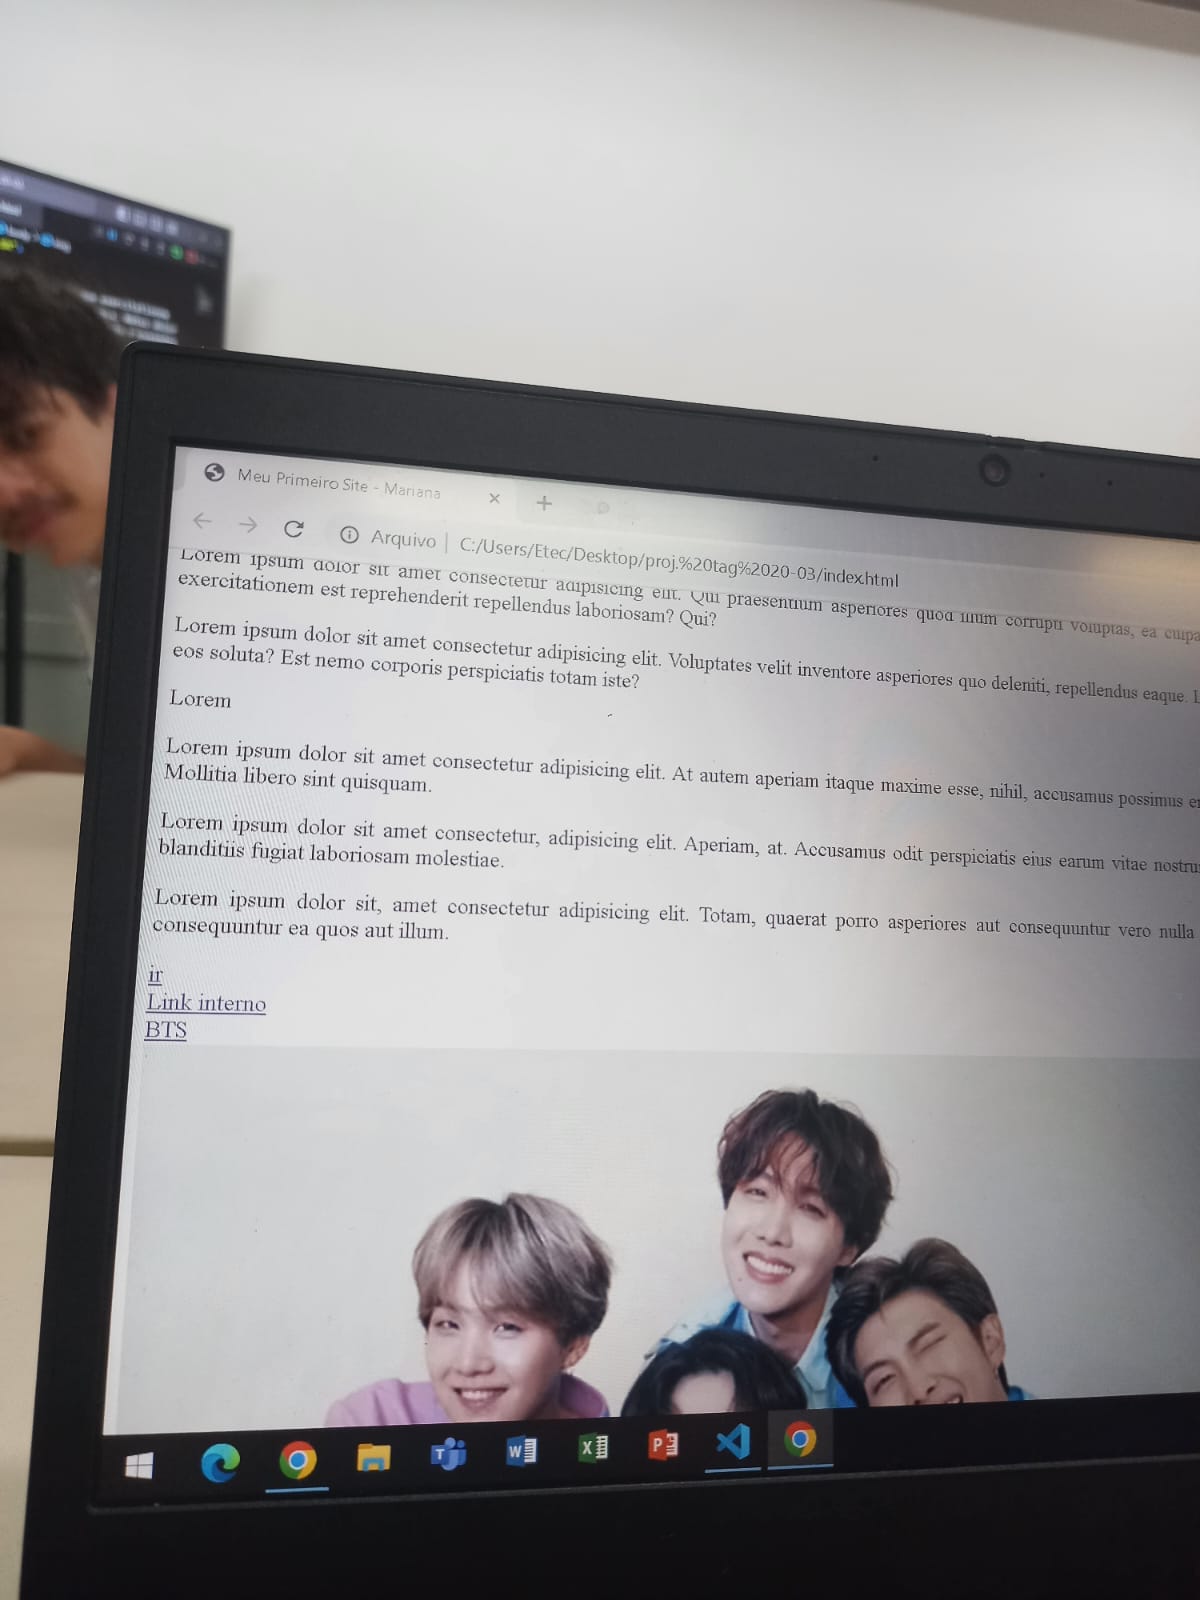 Meu Primeiro Site - Mariana
Arquivo | C:/Users/Etec/Desktop/proj.%20tag%2020-03/index.html
Lorem ipsum dolor sit amet consectetur adipisicing elit. Qui praesentium asperiores quod illum corrupti voluptas, ea culpa
exercitationem est reprehenderit repellendus laboriosam? Qui?
Lorem ipsum dolor sit amet consectetur adipisicing elit. Voluptates velit inventore asperiores quo deleniti, repellendus eaque.
eos soluta? Est nemo corporis perspiciatis totam iste?
Lorem
Lorem ipsum dolor sit amet consectetur adipisicing elit. At autem aperiam itaque maxime esse, nihil, accusamus possimus
Mollitia libero sint quisquam.
Lorem ipsum dolor sit amet consectetur, adipisicing elit. Aperiam, at. Accusamus odit perspiciatis eius earum vitae
blanditiis fugiat laboriosam molestiae.
Lorem ipsum dolor sit, amet consectetur adipisicing elit. Totam, quaerat porro asperiores aut consequuntur vero nulla
consequuntur ea quos aut illum.
ir
Link interno
BTS